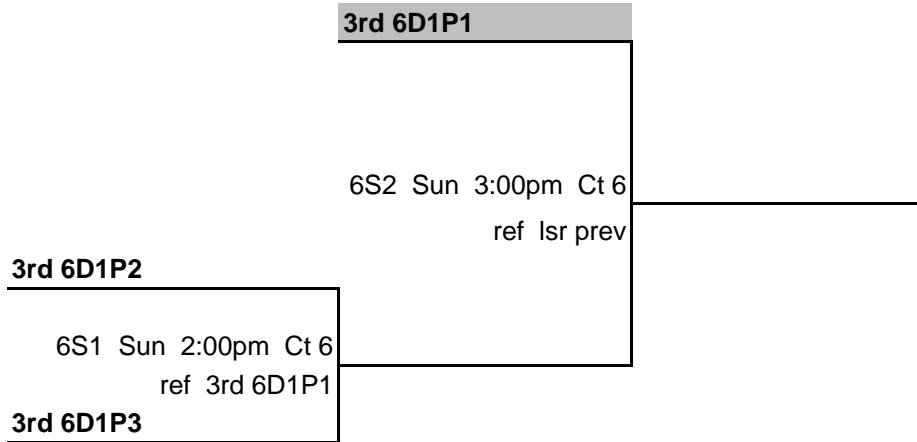 3rd 6D1P1
6S2 Sun 3:00pm Ct 6
ref lsr prev
3rd 6D1P2
6S1 Sun 2:00pm Ct 6
ref 3rd 6D1P1
3rd 6D1P3